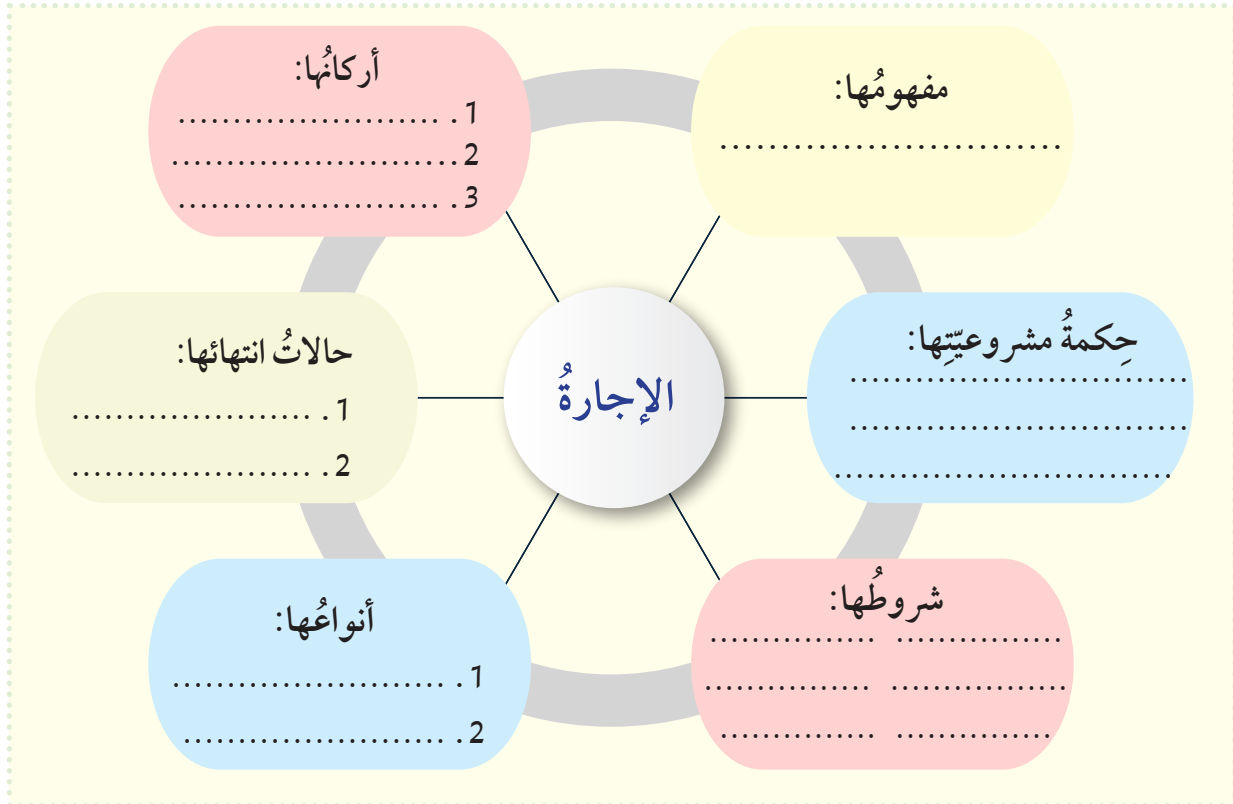 مفهومُها:
............................
أركانُها:
1. ........................
2. ..........................
3. ........................
حِكمةُ مشروعيّتِها:
............................
............................
............................
الإجارةُ
حالاتُ انتهائها:
1. ......................
2. ......................
شروطُها:
............... ...............
............... ...............
............... ...............
أنواعُها:
1. .........................
2. ........................